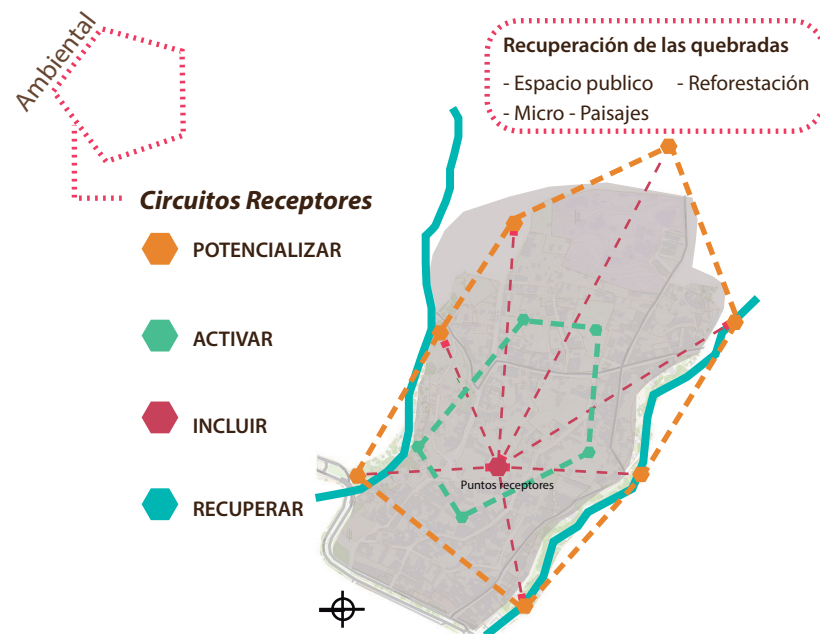 Ambiental
Recuperación de las quebradas
- Espacio publico - Reforestación
- Micro - Paisajes
Circuitos Receptores
POTENCIALIZAR
ACTIVAR
INCLUIR
RECUPERAR
Puntos receptores